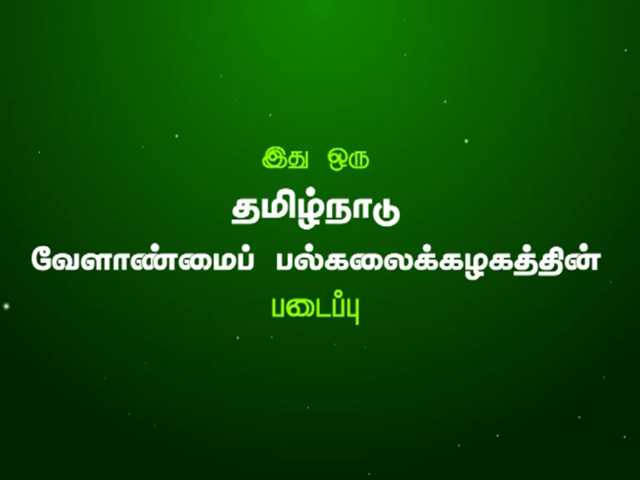 இது ஒரு
தமிழ்நாடு
வேளாண்மைப் பல்கலைக்கழகத்தின்
படைப்பு